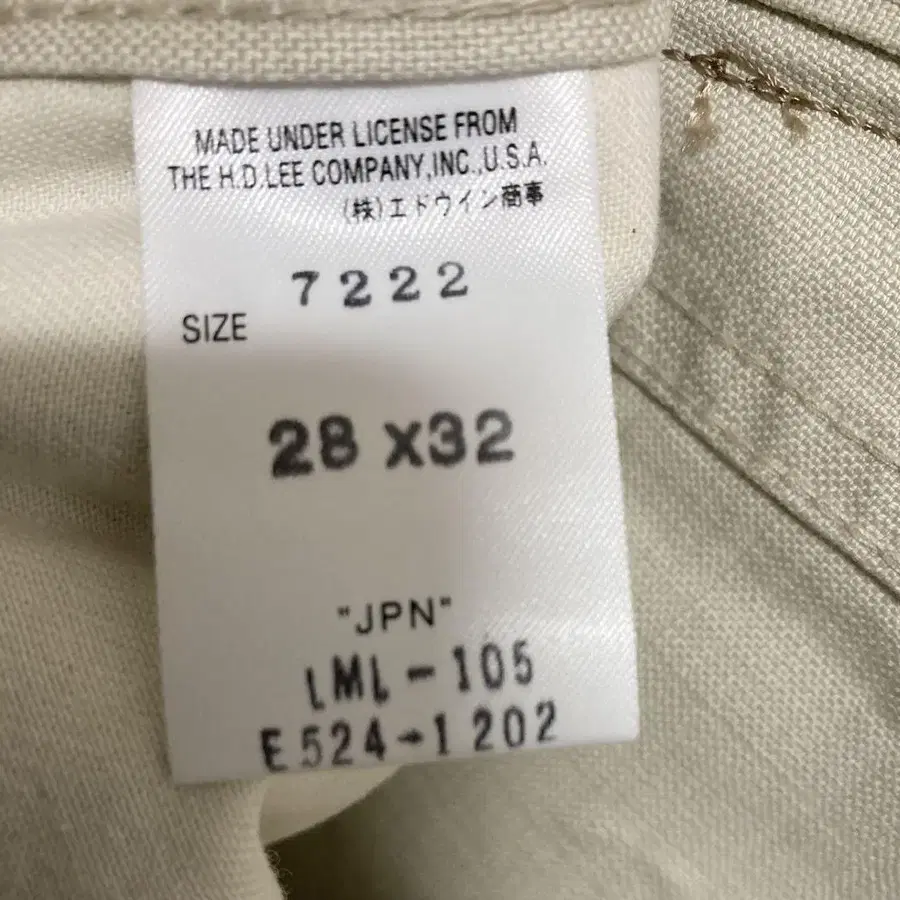 MADE UNDER LICENSE FROM
THE H.D.LEE COMPANY,INC.,U.S.A.
(株)エドウイン商事
7222
SIZE
28 x32
"JPN"
LML-105
E524-1202